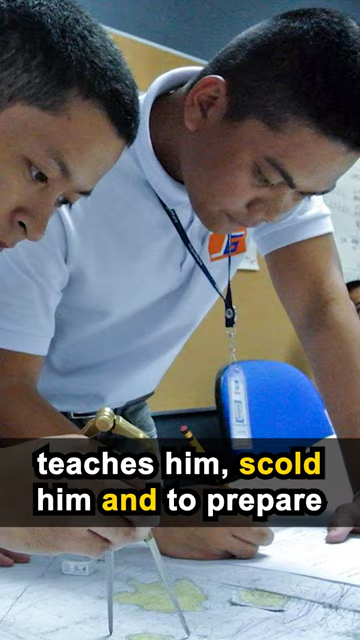 teaches him, scold
him and to prepare